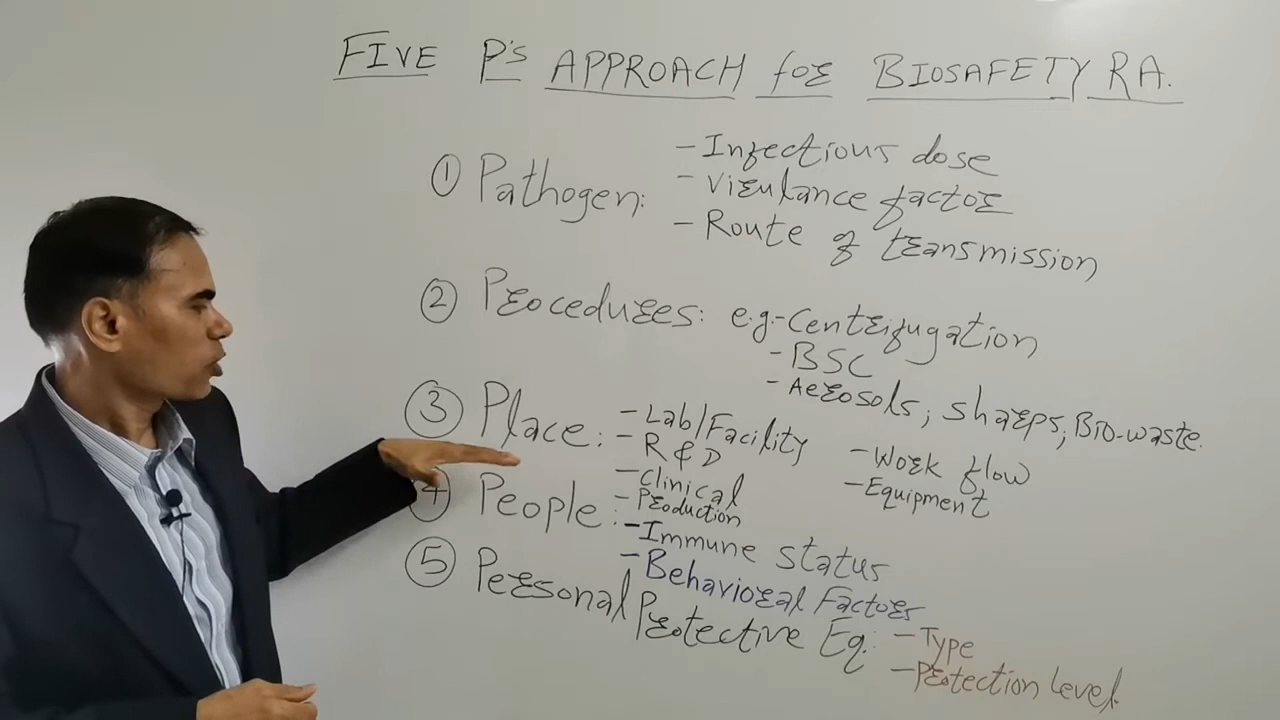 FIVE P's APPROACH for BIOSAFETY RA.
① Pathogen:
- Infectious dose
- Virulance factor
- Route of transmission
② Procedures: e.g:- Centrifugation
- BSC
- Aerosols, sharps, Bio-waste.
③ Place:
- Lab/Facility
- R & D
- Clinical
- Production
- Work flow
- Equipment
④ People:
- Immune status
- Behavioral Factors
⑤ Personal Protective Eq:
- Type
- Protection level.